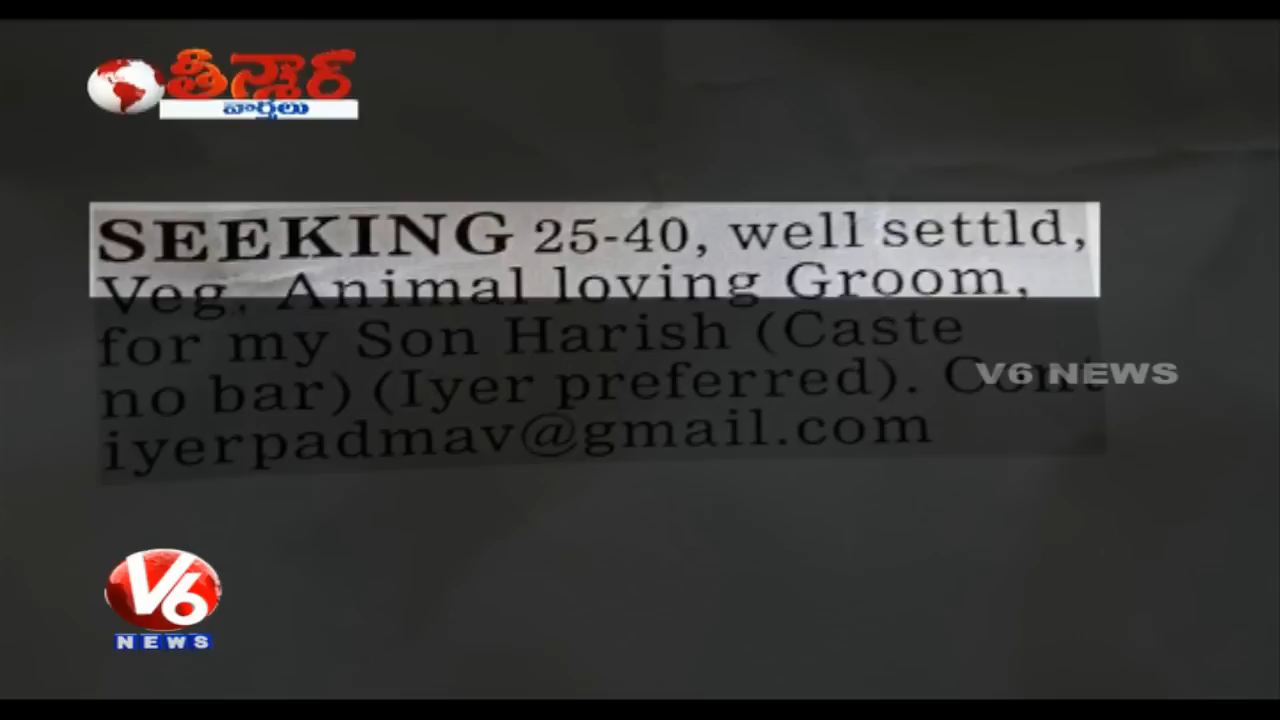 తీన్మార్
వార్తలు
SEEKING 25-40, well settld,
Veg, Animal loving Groom,
for my Son Harish (Caste
no bar) (Iyer preferred). Cont
V6 NEWS
iyerpadmav@gmail.com
V6
NEWS